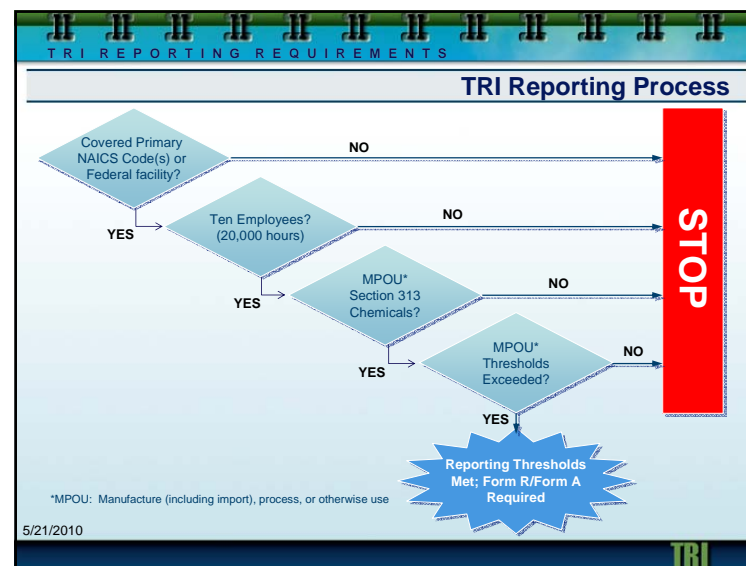 TRI REPORTING REQUIREMENTS
TRI Reporting Process
Covered Primary
NAICS Code(s) or
Federal facility?
NO
YES
Ten Employees?
(20,000 hours)
NO
YES
MPOU*
Section 313
Chemicals?
NO
YES
MPOU*
Thresholds
Exceeded?
NO
YES
STOP
Reporting Thresholds
Met; Form R/Form A
Required
*MPOU: Manufacture (including import), process, or otherwise use
5/21/2010
TRI